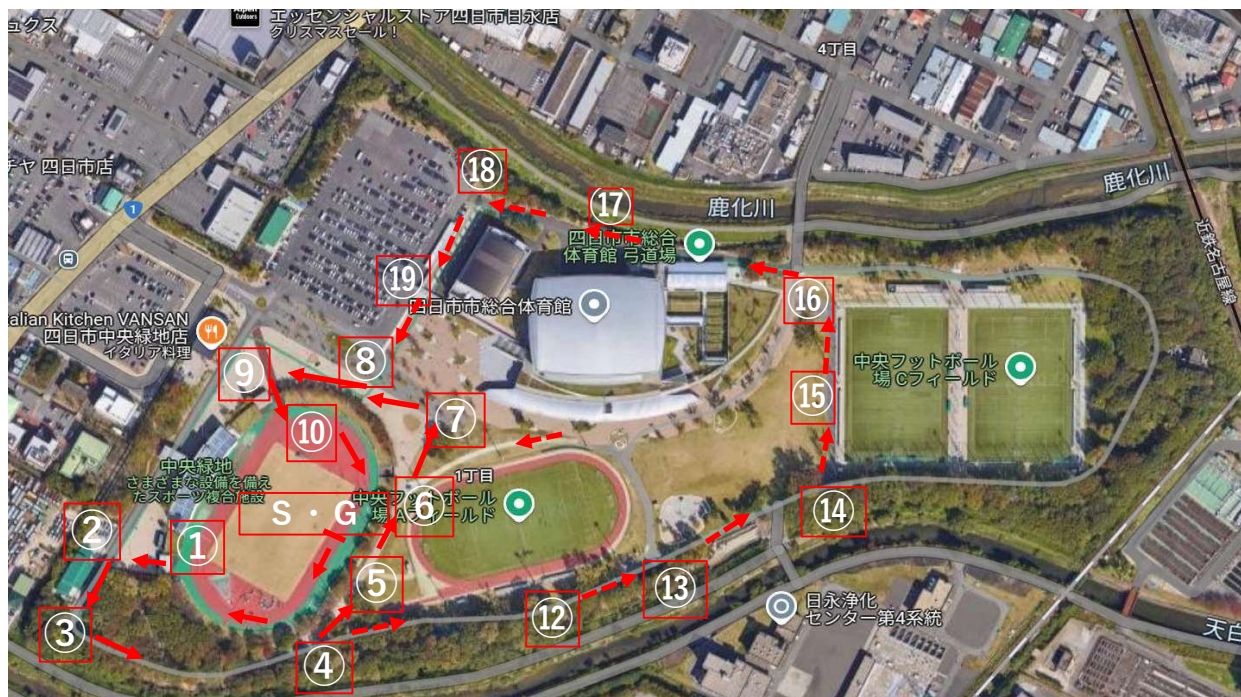 ュクス
Alpen
Outdoors
エッセンシャルストア四日市日永店
クリスマスセール！
4丁目
チヤ 四日市店
1
⑱
⑰
鹿化川
鹿化川
近鉄名古屋線
四日市市総合
体育館 弓道場
⑲
四日市市総合体育館
⑯
alian Kitchen VANSAN
四日市中央緑地店
イタリア料理
⑧
⑨
中央フットボール
場 Cフィールド
⑮
⑦
⑩
中央緑地
さまざまな設備を備え
たスポーツ複合施設
1丁目
中央フットボール
場 Aフィールド
S・G
⑥
②
①
⑭
⑤
⑬
⑫
③
④
日永浄化
センター第4系統
天白